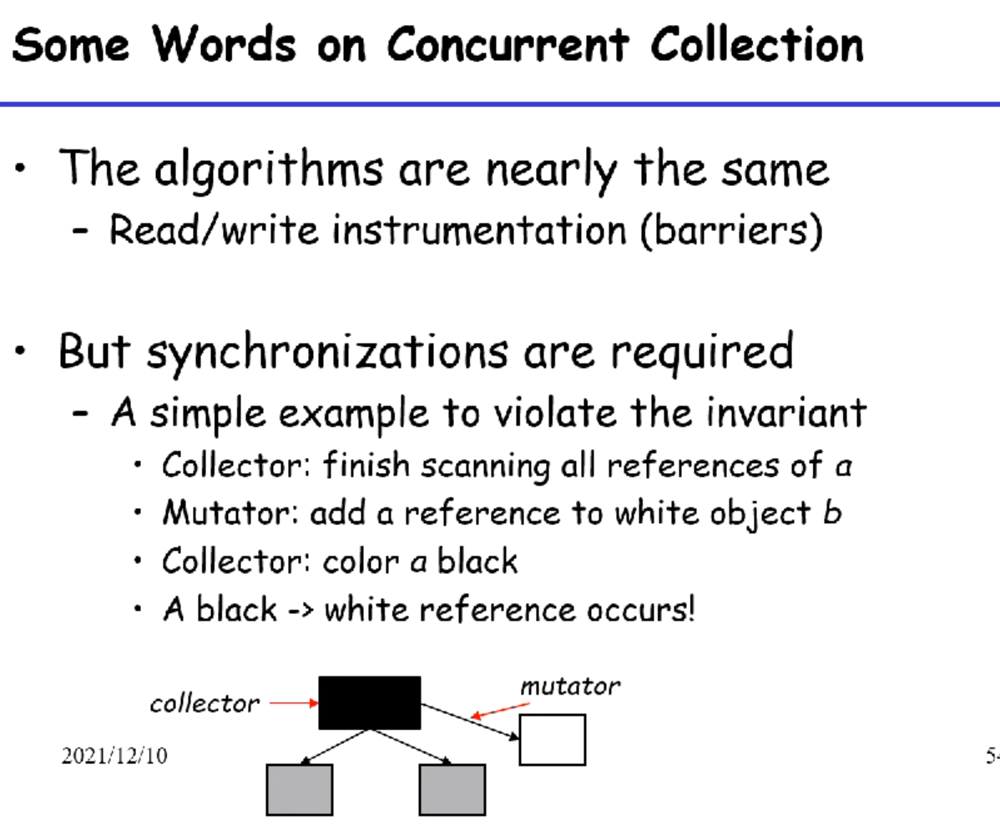 Some Words on Concurrent Collection
• The algorithms are nearly the same
– Read/write instrumentation (barriers)
• But synchronizations are required
– A simple example to violate the invariant
• Collector: finish scanning all references of a
• Mutator: add a reference to white object b
• Collector: color a black
• A black -> white reference occurs!
collector
mutator
2021/12/10
54